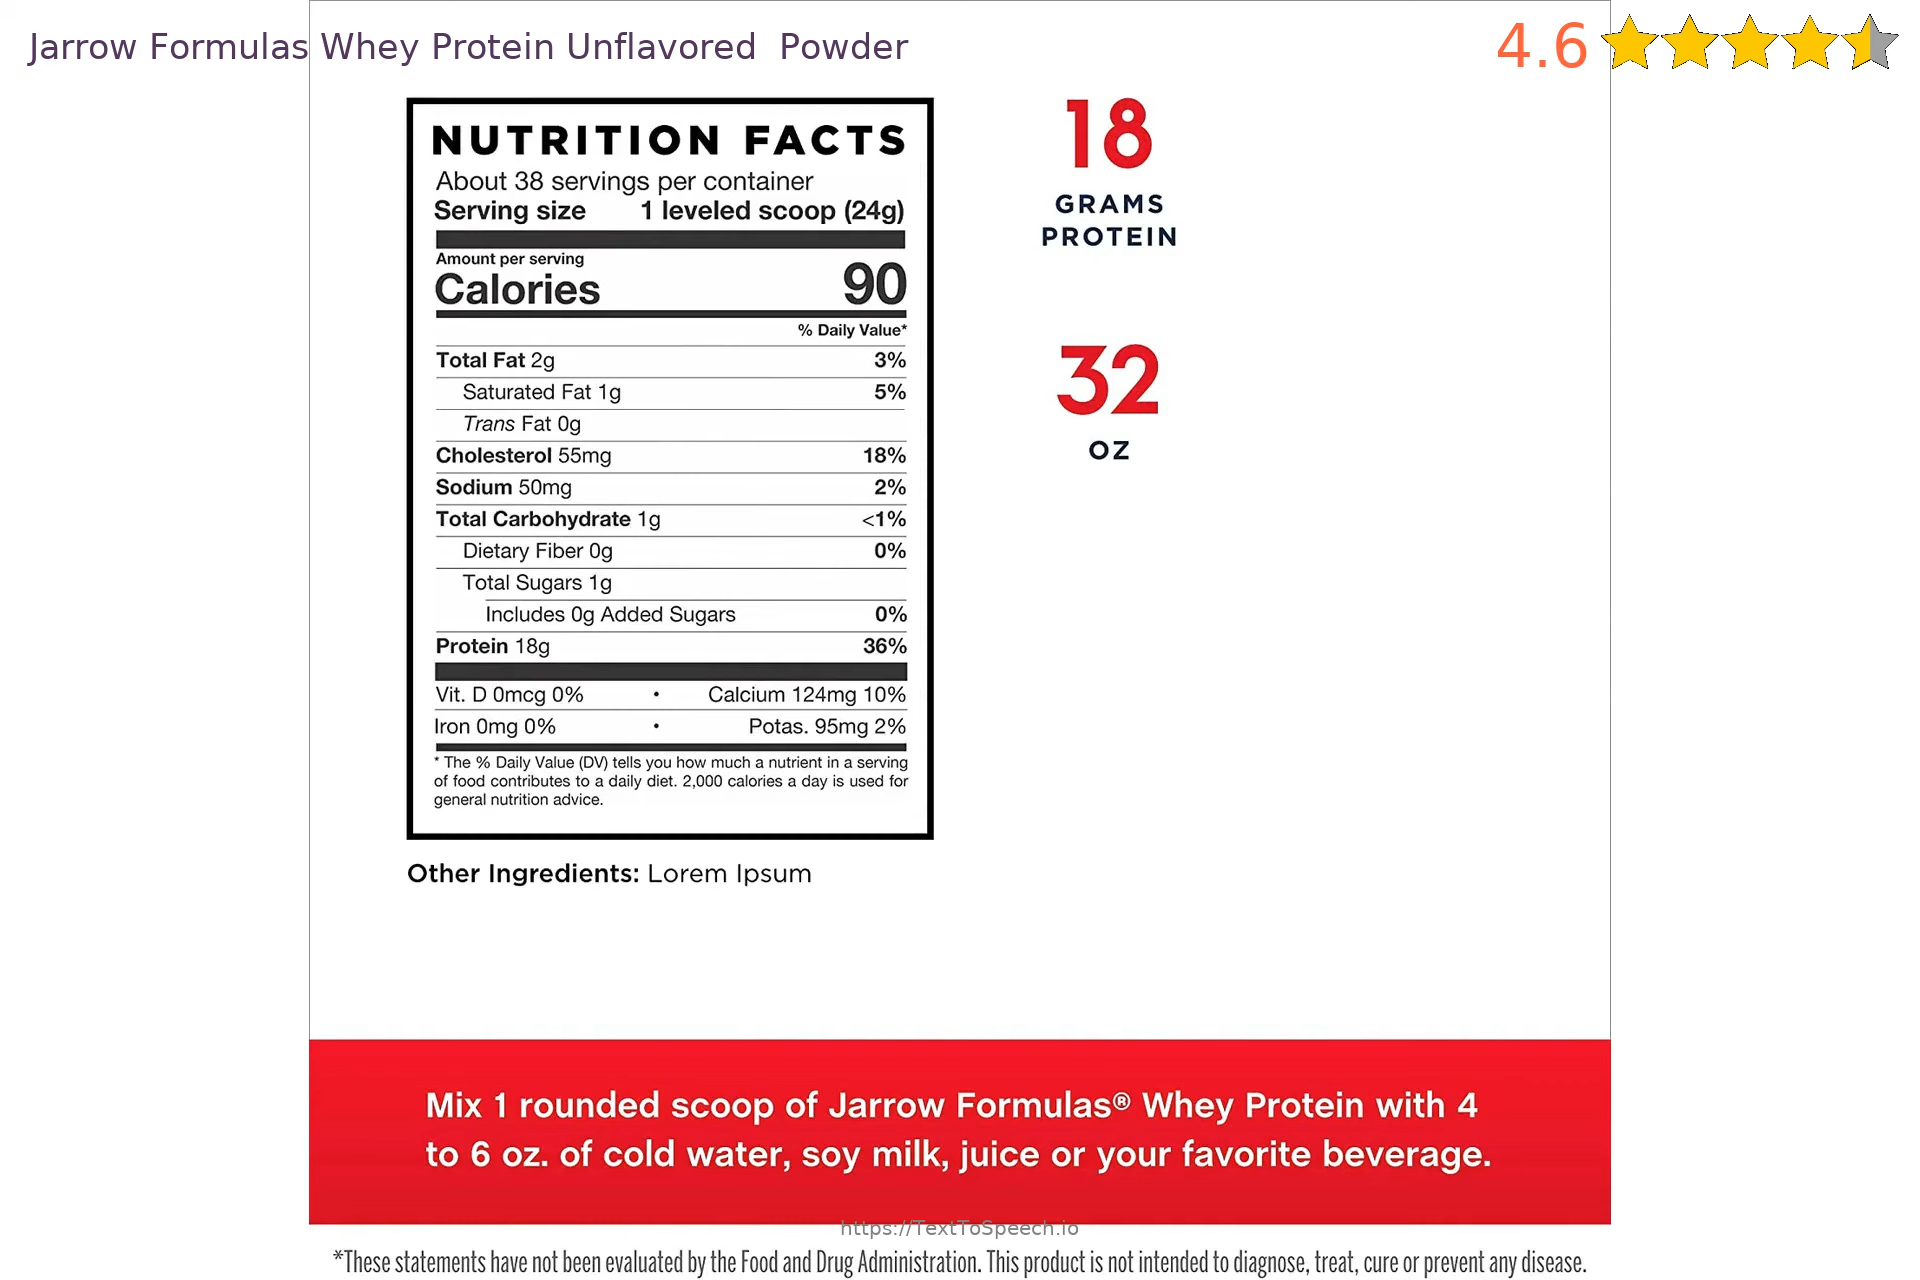 Jarrow Formulas Whey Protein Unflavored  Powder
4.6
NUTRITION FACTS
About 38 servings per container
Serving size 1 leveled scoop (24g)
Amount per serving
Calories 90
% Daily Value*
Total Fat 2g 3%
Saturated Fat 1g 5%
Trans Fat 0g
Cholesterol 55mg 18%
Sodium 50mg 2%
Total Carbohydrate 1g <1%
Dietary Fiber 0g 0%
Total Sugars 1g
Includes 0g Added Sugars 0%
Protein 18g 36%
Vit. D 0mcg 0% • Calcium 124mg 10%
Iron 0mg 0% • Potas. 95mg 2%
* The % Daily Value (DV) tells you how much a nutrient in a serving
of food contributes to a daily diet. 2,000 calories a day is used for
general nutrition advice.
Other Ingredients: Lorem Ipsum
18
GRAMS
PROTEIN
32
OZ
Mix 1 rounded scoop of Jarrow Formulas® Whey Protein with 4
to 6 oz. of cold water, soy milk, juice or your favorite beverage.
https://TextToSpeech.io
*These statements have not been evaluated by the Food and Drug Administration. This product is not intended to diagnose, treat, cure or prevent any disease.